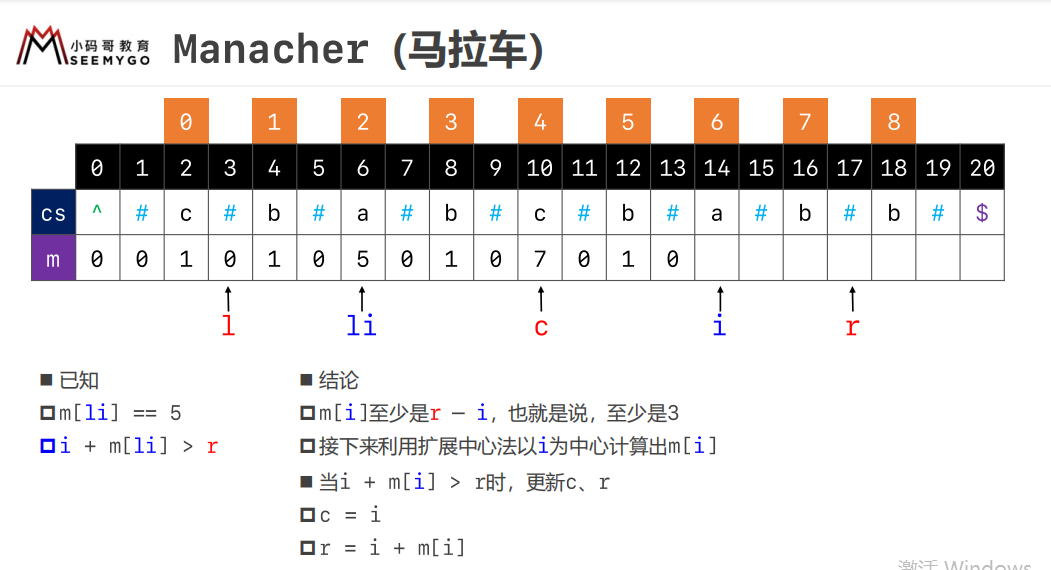 小码哥教育
SEEMYGO
Manacher（马拉车）
0 1 2 3 4 5 6 7 8
0 1 2 3 4 5 6 7 8 9 10 11 12 13 14 15 16 17 18 19 20
cs ^ # c # b # a # b # c # b # a # b # b # $
m 0 0 1 0 1 0 5 0 1 0 7 0 1 0
l li c i r
■ 已知
m[li] == 5
i + m[li] > r
■ 结论
m[i]至少是r — i，也就是说，至少是3
接下来利用扩展中心法以i为中心计算出m[i]
■ 当i + m[i] > r时，更新c、r
c = i
r = i + m[i]
激活 Windows